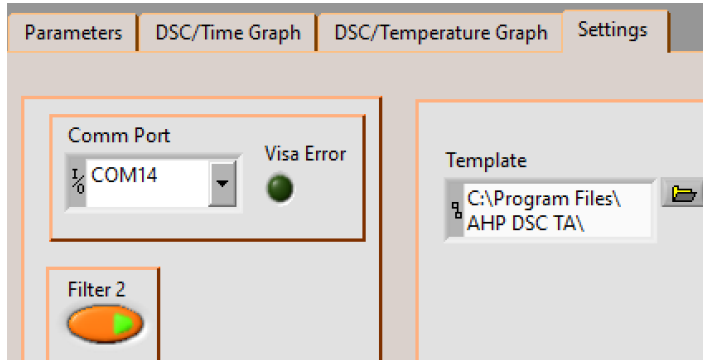 Parameters
DSC/Time Graph
DSC/Temperature Graph
Settings
Comm Port
COM14
Visa Error
Template
C:\Program Files\
AHP DSC TA\
Filter 2